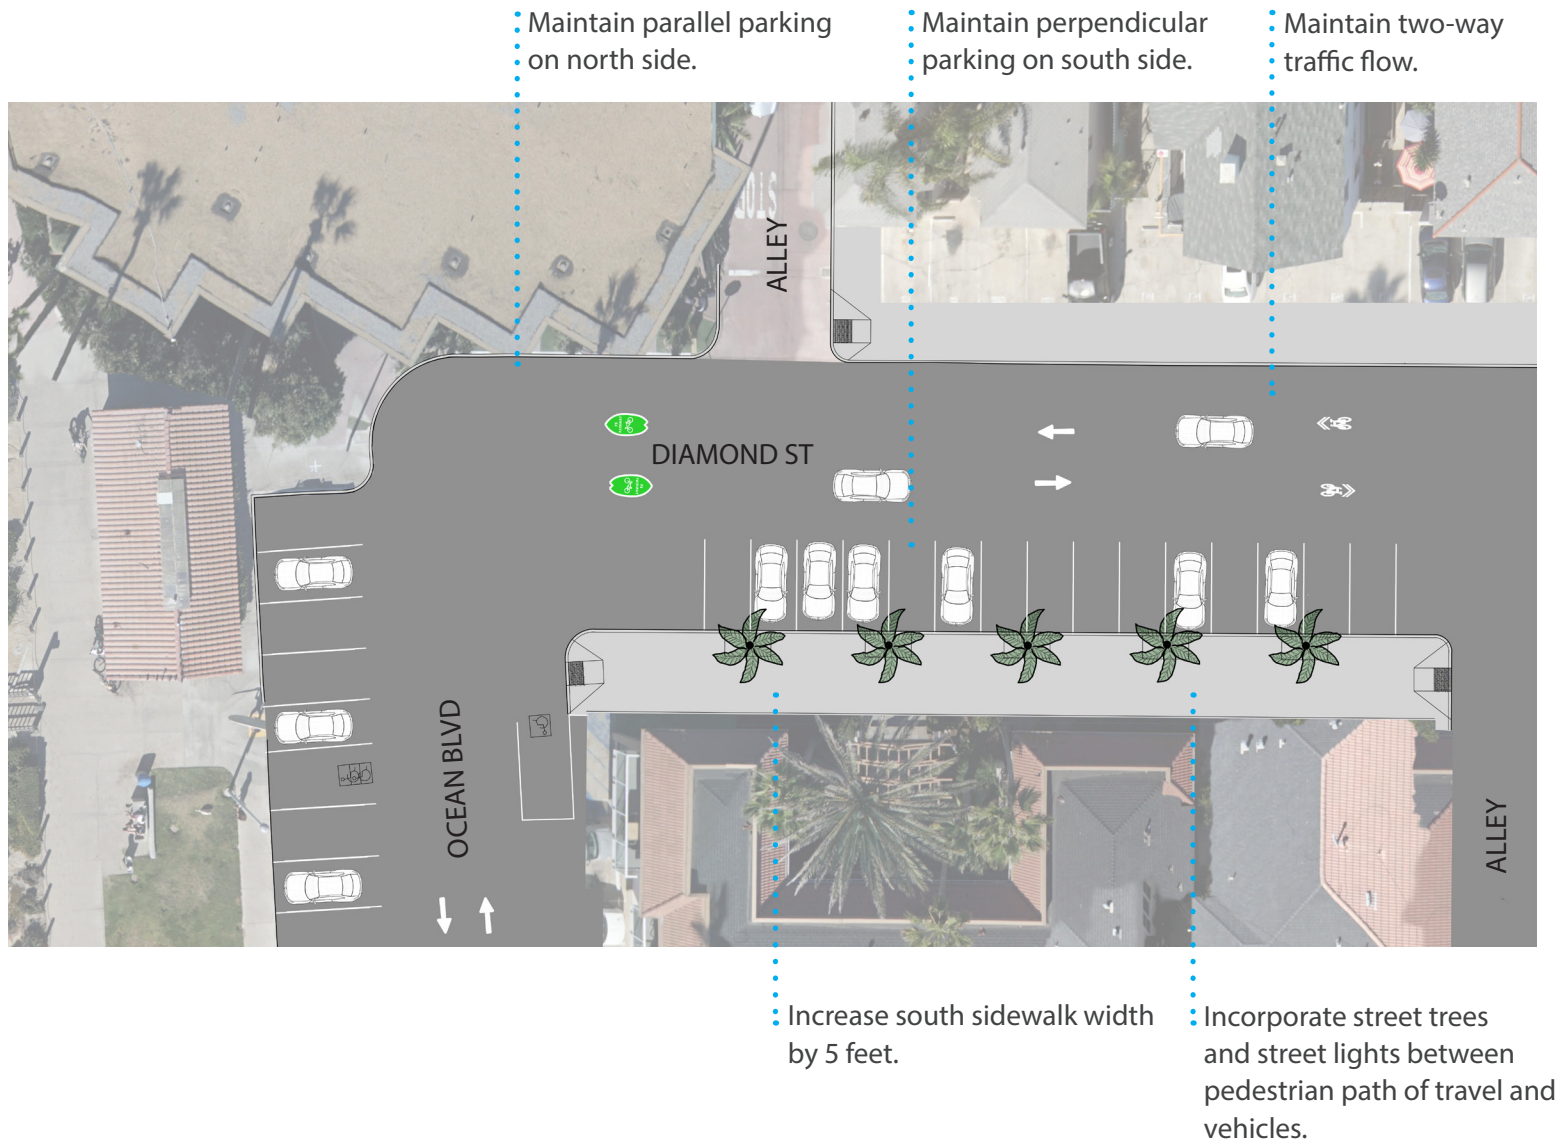 Maintain parallel parking
on north side.
Maintain perpendicular
parking on south side.
Maintain two-way
traffic flow.
STOP
ALLEY
DIAMOND ST
OCEAN BLVD
ALLEY
Increase south sidewalk width
by 5 feet.
Incorporate street trees
and street lights between
pedestrian path of travel and
vehicles.